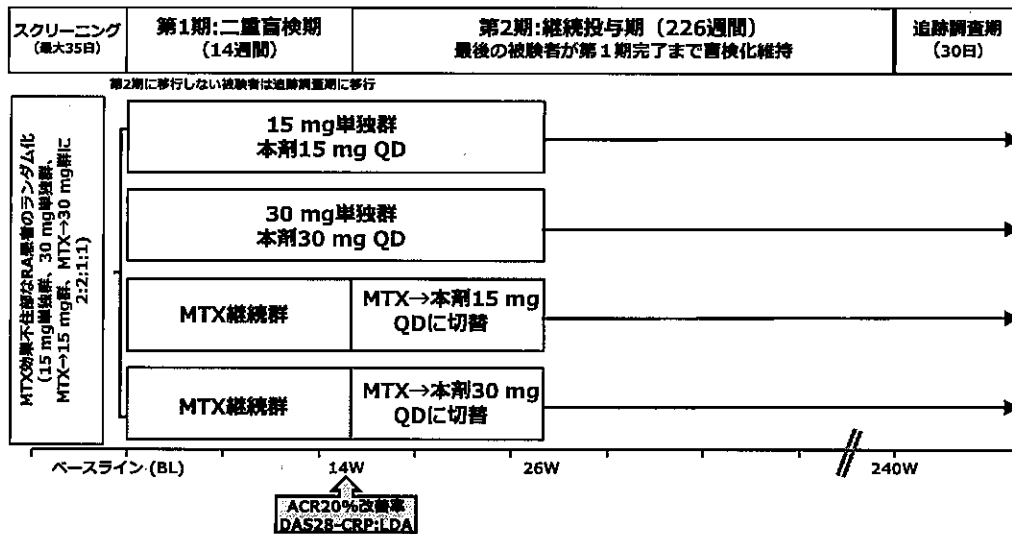 スクリーニング
(最大35日)
第1期:二重盲検期
(14週間)
第2期:継続投与期(226週間)
最後の被験者が第1期完了まで盲検化維持
追跡調査期
(30日)
第2期に移行しない被験者は追跡調査期に移行
MTX効果不十分なRA患者のランダム化
(15 mg単独群、30 mg単独群、
MTX→15 mg群、MTX→30 mg群に
2:2:1:1)
15 mg単独群
本剤15 mg QD
30 mg単独群
本剤30 mg QD
MTX継続群
MTX→本剤15 mg
QDに切替
MTX継続群
MTX→本剤30 mg
QDに切替
ベースライン(BL)
14W
26W
240W
ACR20%改善率
DAS28-CRP:LDA